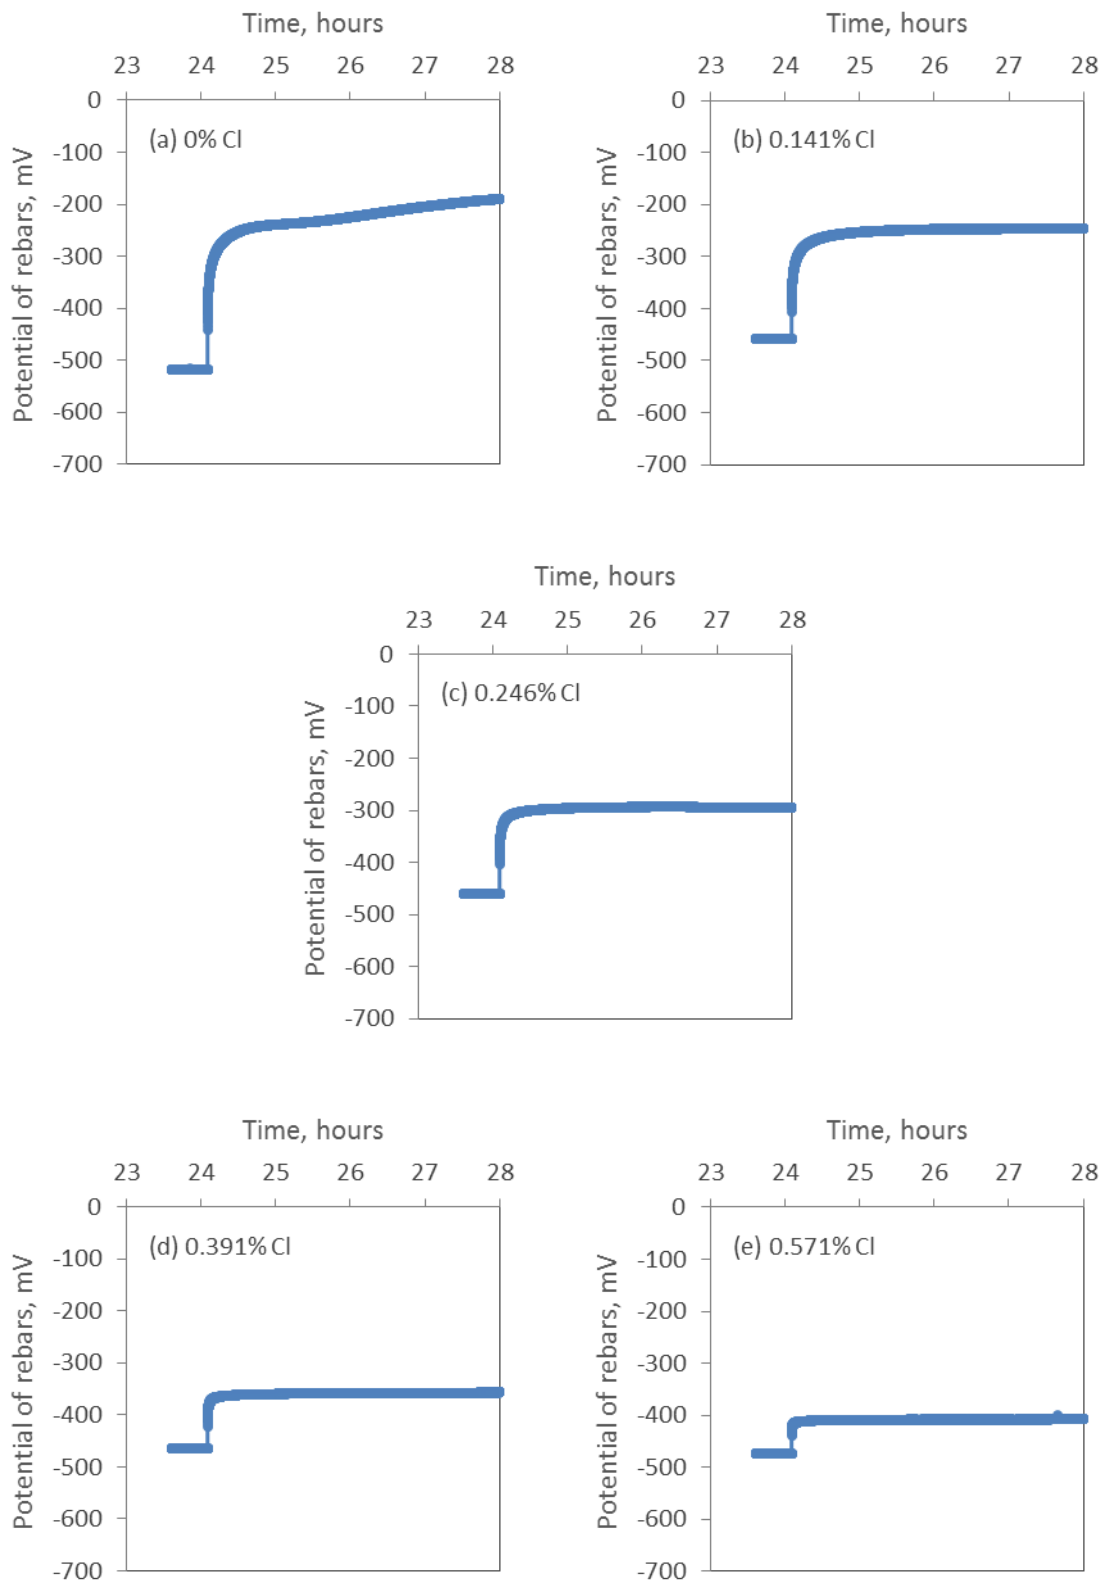 Time, hours
23 24 25 26 27 28
0
-100
-200
-300
-400
-500
-600
-700
Potential of rebars, mV
(a) 0% Cl
Time, hours
23 24 25 26 27 28
0
-100
-200
-300
-400
-500
-600
-700
Potential of rebars, mV
(b) 0.141% Cl
Time, hours
23 24 25 26 27 28
0
-100
-200
-300
-400
-500
-600
-700
Potential of rebars, mV
(c) 0.246% Cl
Time, hours
23 24 25 26 27 28
0
-100
-200
-300
-400
-500
-600
-700
Potential of rebars, mV
(d) 0.391% Cl
Time, hours
23 24 25 26 27 28
0
-100
-200
-300
-400
-500
-600
-700
Potential of rebars, mV
(e) 0.571% Cl